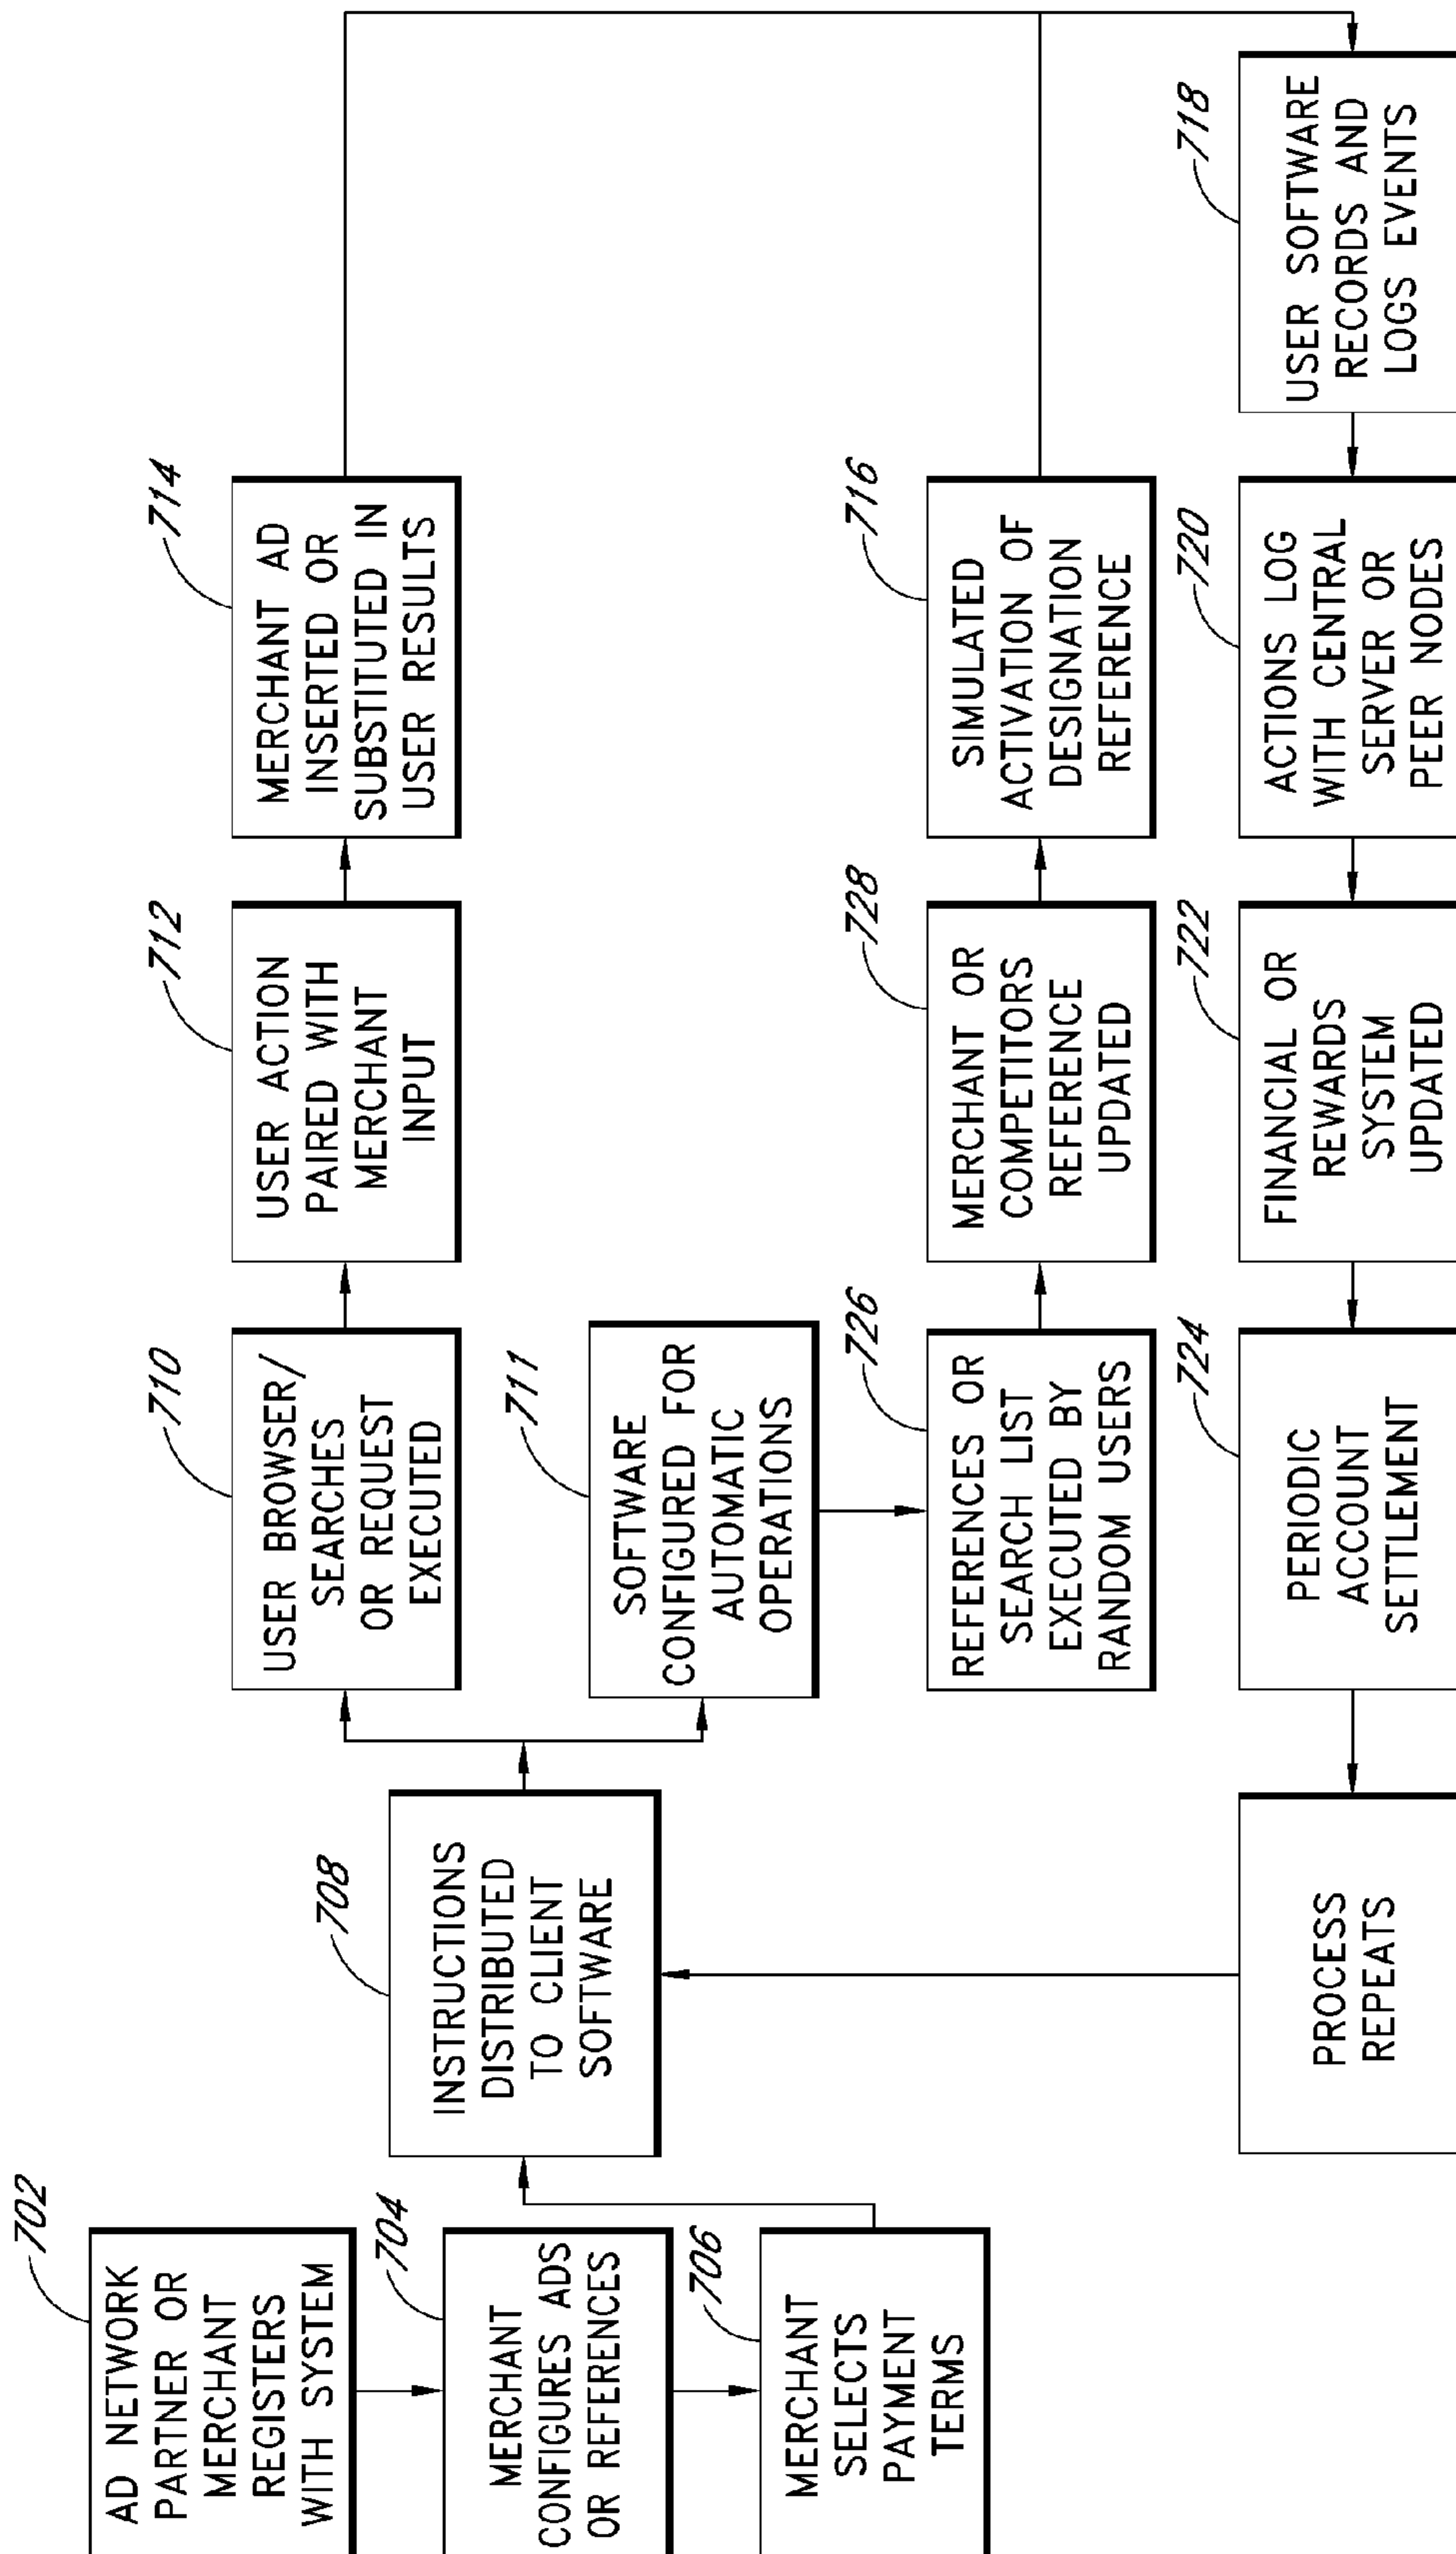 702
AD NETWORK
PARTNER OR
MERCHANT
REGISTERS
WITH SYSTEM
704
MERCHANT
CONFIGURES ADS
OR REFERENCES
706
MERCHANT
SELECTS
PAYMENT
TERMS
708
INSTRUCTIONS
DISTRIBUTED
TO CLIENT
SOFTWARE
710
USER BROWSER/
SEARCHES
OR REQUEST
EXECUTED
712
USER ACTION
PAIRED WITH
MERCHANT
INPUT
714
MERCHANT AD
INSERTED OR
SUBSTITUTED IN
USER RESULTS
711
SOFTWARE
CONFIGURED FOR
AUTOMATIC
OPERATIONS
726
REFERENCES OR
SEARCH LIST
EXECUTED BY
RANDOM USERS
728
MERCHANT OR
COMPETITORS
REFERENCE
UPDATED
716
SIMULATED
ACTIVATION OF
DESIGNATION
REFERENCE
718
USER SOFTWARE
RECORDS AND
LOGS EVENTS
720
ACTIONS LOG
WITH CENTRAL
SERVER OR
PEER NODES
722
FINANCIAL OR
REWARDS
SYSTEM
UPDATED
724
PERIODIC
ACCOUNT
SETTLEMENT
PROCESS
REPEATS